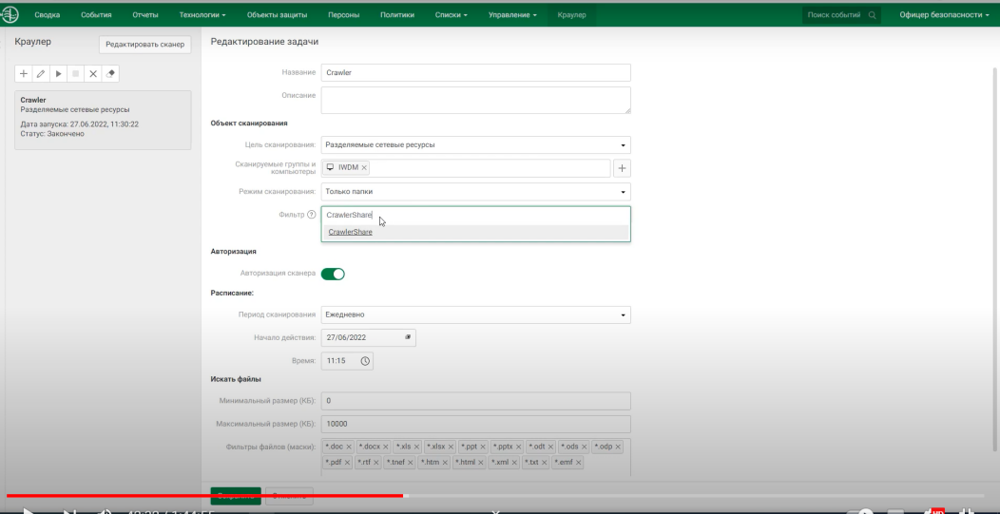 Сводка События Отчеты Технологии Объекты защиты Персоны Политики Списки Управление Краулер Поиск событий Офицер безопасности
Краулер
Редактировать сканер
Crawler
Разделяемые сетевые ресурсы
Дата запуска: 27.06.2022, 11:30:22
Статус: Закончено
Редактирование задачи
Название Crawler
Описание
Объект сканирования
Цель сканирования: Разделяемые сетевые ресурсы
Сканируемые группы и
компьютеры IWDM
Режим сканирования: Только папки
Фильтр ? CrawlerShare
CrawlerShare
Авторизация
Авторизация сканера
Расписание:
Период сканирования Ежедневно
Начало действия: 27/06/2022
Время: 11:15
Искать файлы
Минимальный размер (КБ): 0
Максимальный размер (КБ): 10000
Фильтры файлов (маски): *.doc × *.docx × *.xls × *.xlsx × *.ppt × *.pptx × *.odt × *.ods × *.odp ×
*.pdf × *.rtf × *.tnef × *.htm × *.html × *.xml × *.txt × *.emf ×
HD